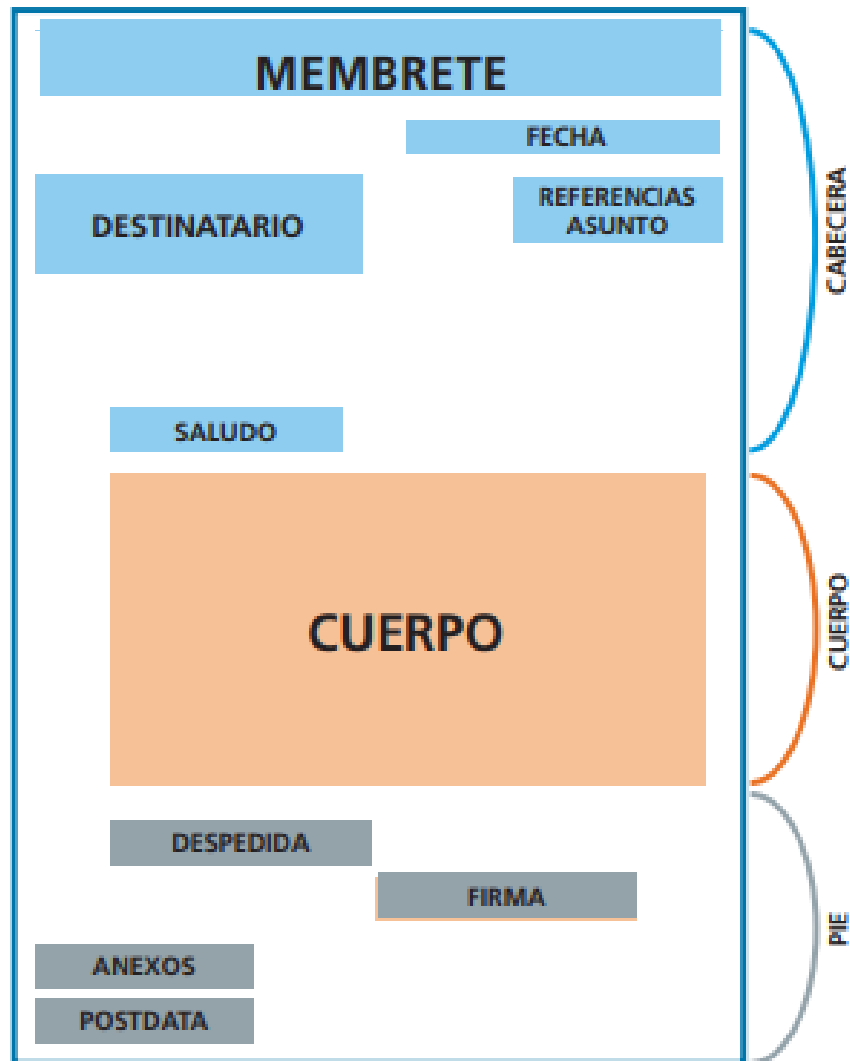 MEMBRETE
FECHA
DESTINATARIO
REFERENCIAS
ASUNTO
CABECERA
SALUDO
CUERPO
CUERPO
DESPEDIDA
FIRMA
PIE
ANEXOS
POSTDATA